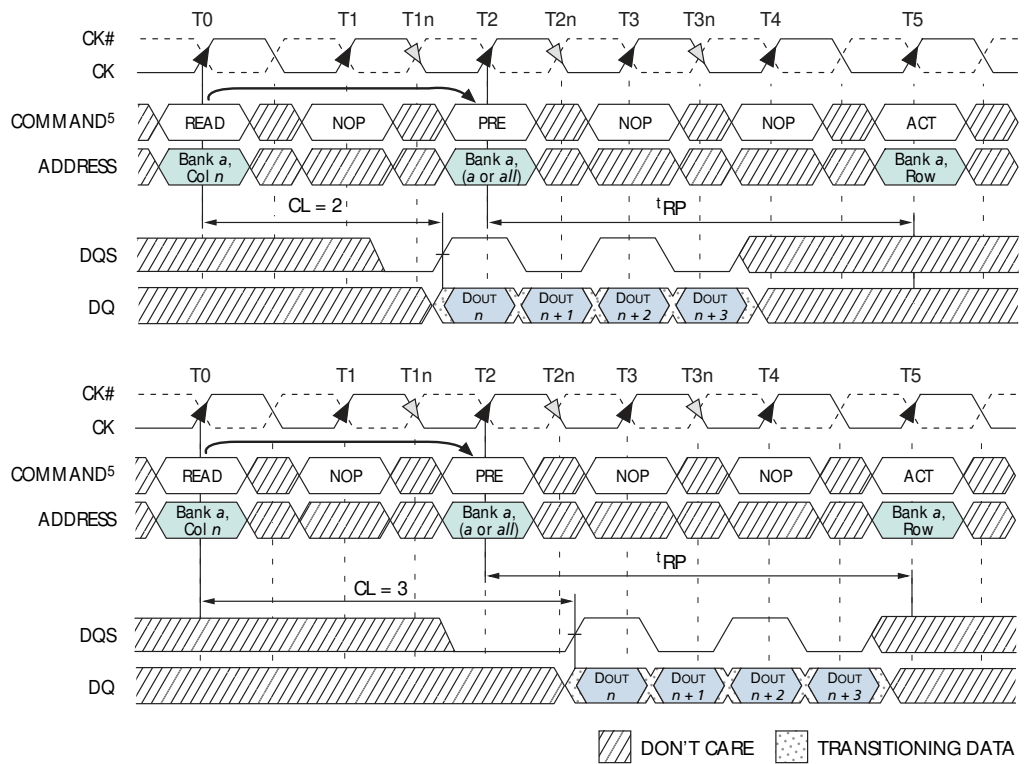 T0 T1 T1n T2 T2n T3 T3n T4 T5
CK#
CK
COMMAND5 READ NOP PRE NOP NOP ACT
ADDRESS Bank a, Col n Bank a, (a or all) Bank a, Row
CL = 2 tRP
DQS
DQ DOUT n DOUT n + 1 DOUT n + 2 DOUT n + 3
T0 T1 T1n T2 T2n T3 T3n T4 T5
CK#
CK
COMMAND5 READ NOP PRE NOP NOP ACT
ADDRESS Bank a, Col n Bank a, (a or all) Bank a, Row
tRP
CL = 3
DQS
DQ DOUT n DOUT n + 1 DOUT n + 2 DOUT n + 3
DON'T CARE TRANSITIONING DATA